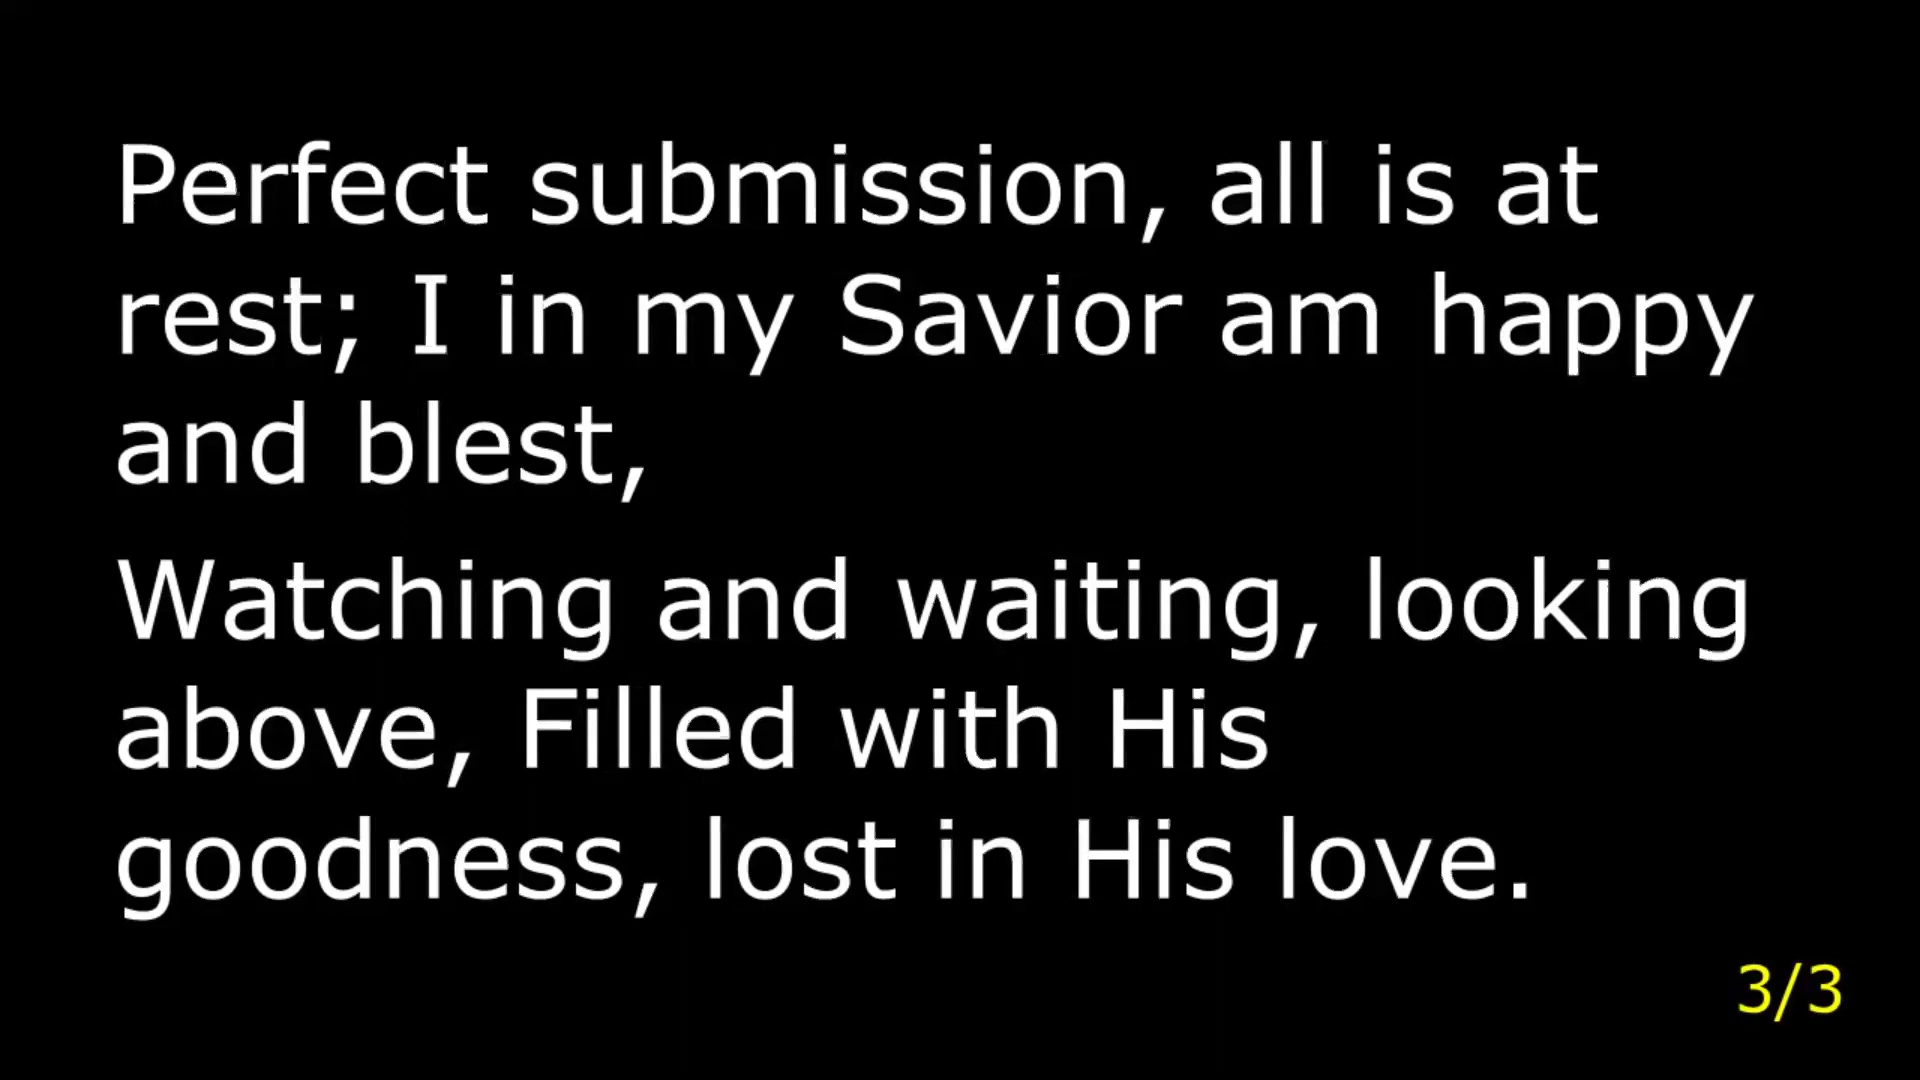 Perfect submission, all is at
rest; I in my Savior am happy
and blest,
Watching and waiting, looking
above, Filled with His
goodness, lost in His love.
3/3